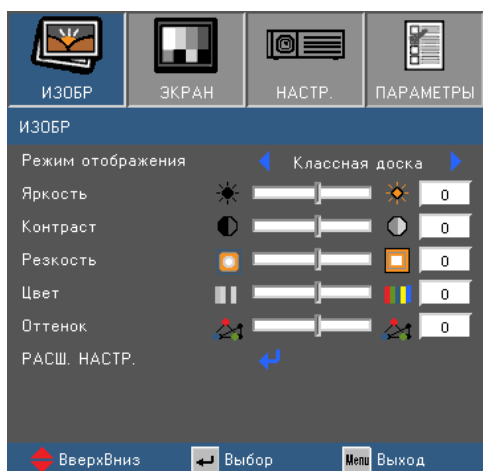 ИЗОБР ЭКРАН НАСТР. ПАРАМЕТРЫ
ИЗОБР
Режим отображения Классная доска
Яркость 0
Контраст 0
Резкость 0
Цвет 0
Оттенок 0
РАСШ. НАСТР.
ВверхВниз Выбор Menu Выход